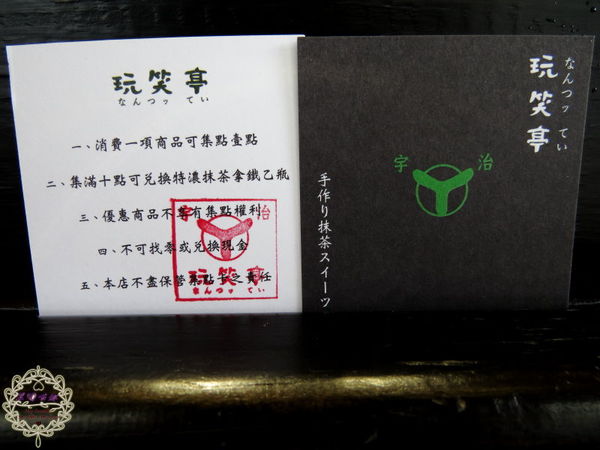 玩笑亭
なんつッ てい
一、消費一項商品可集點壹點
二、集滿十點可兌換特濃抹茶拿鐵乙瓶
三、優惠商品不享有集點權利
四、不可找零或兌換現金
五、本店不盡保管集點卡之責任
宇 治
玩笑亭
なんつッ てい
玩笑亭
なんつッ てい
宇 治
手作り抹茶スイーツ